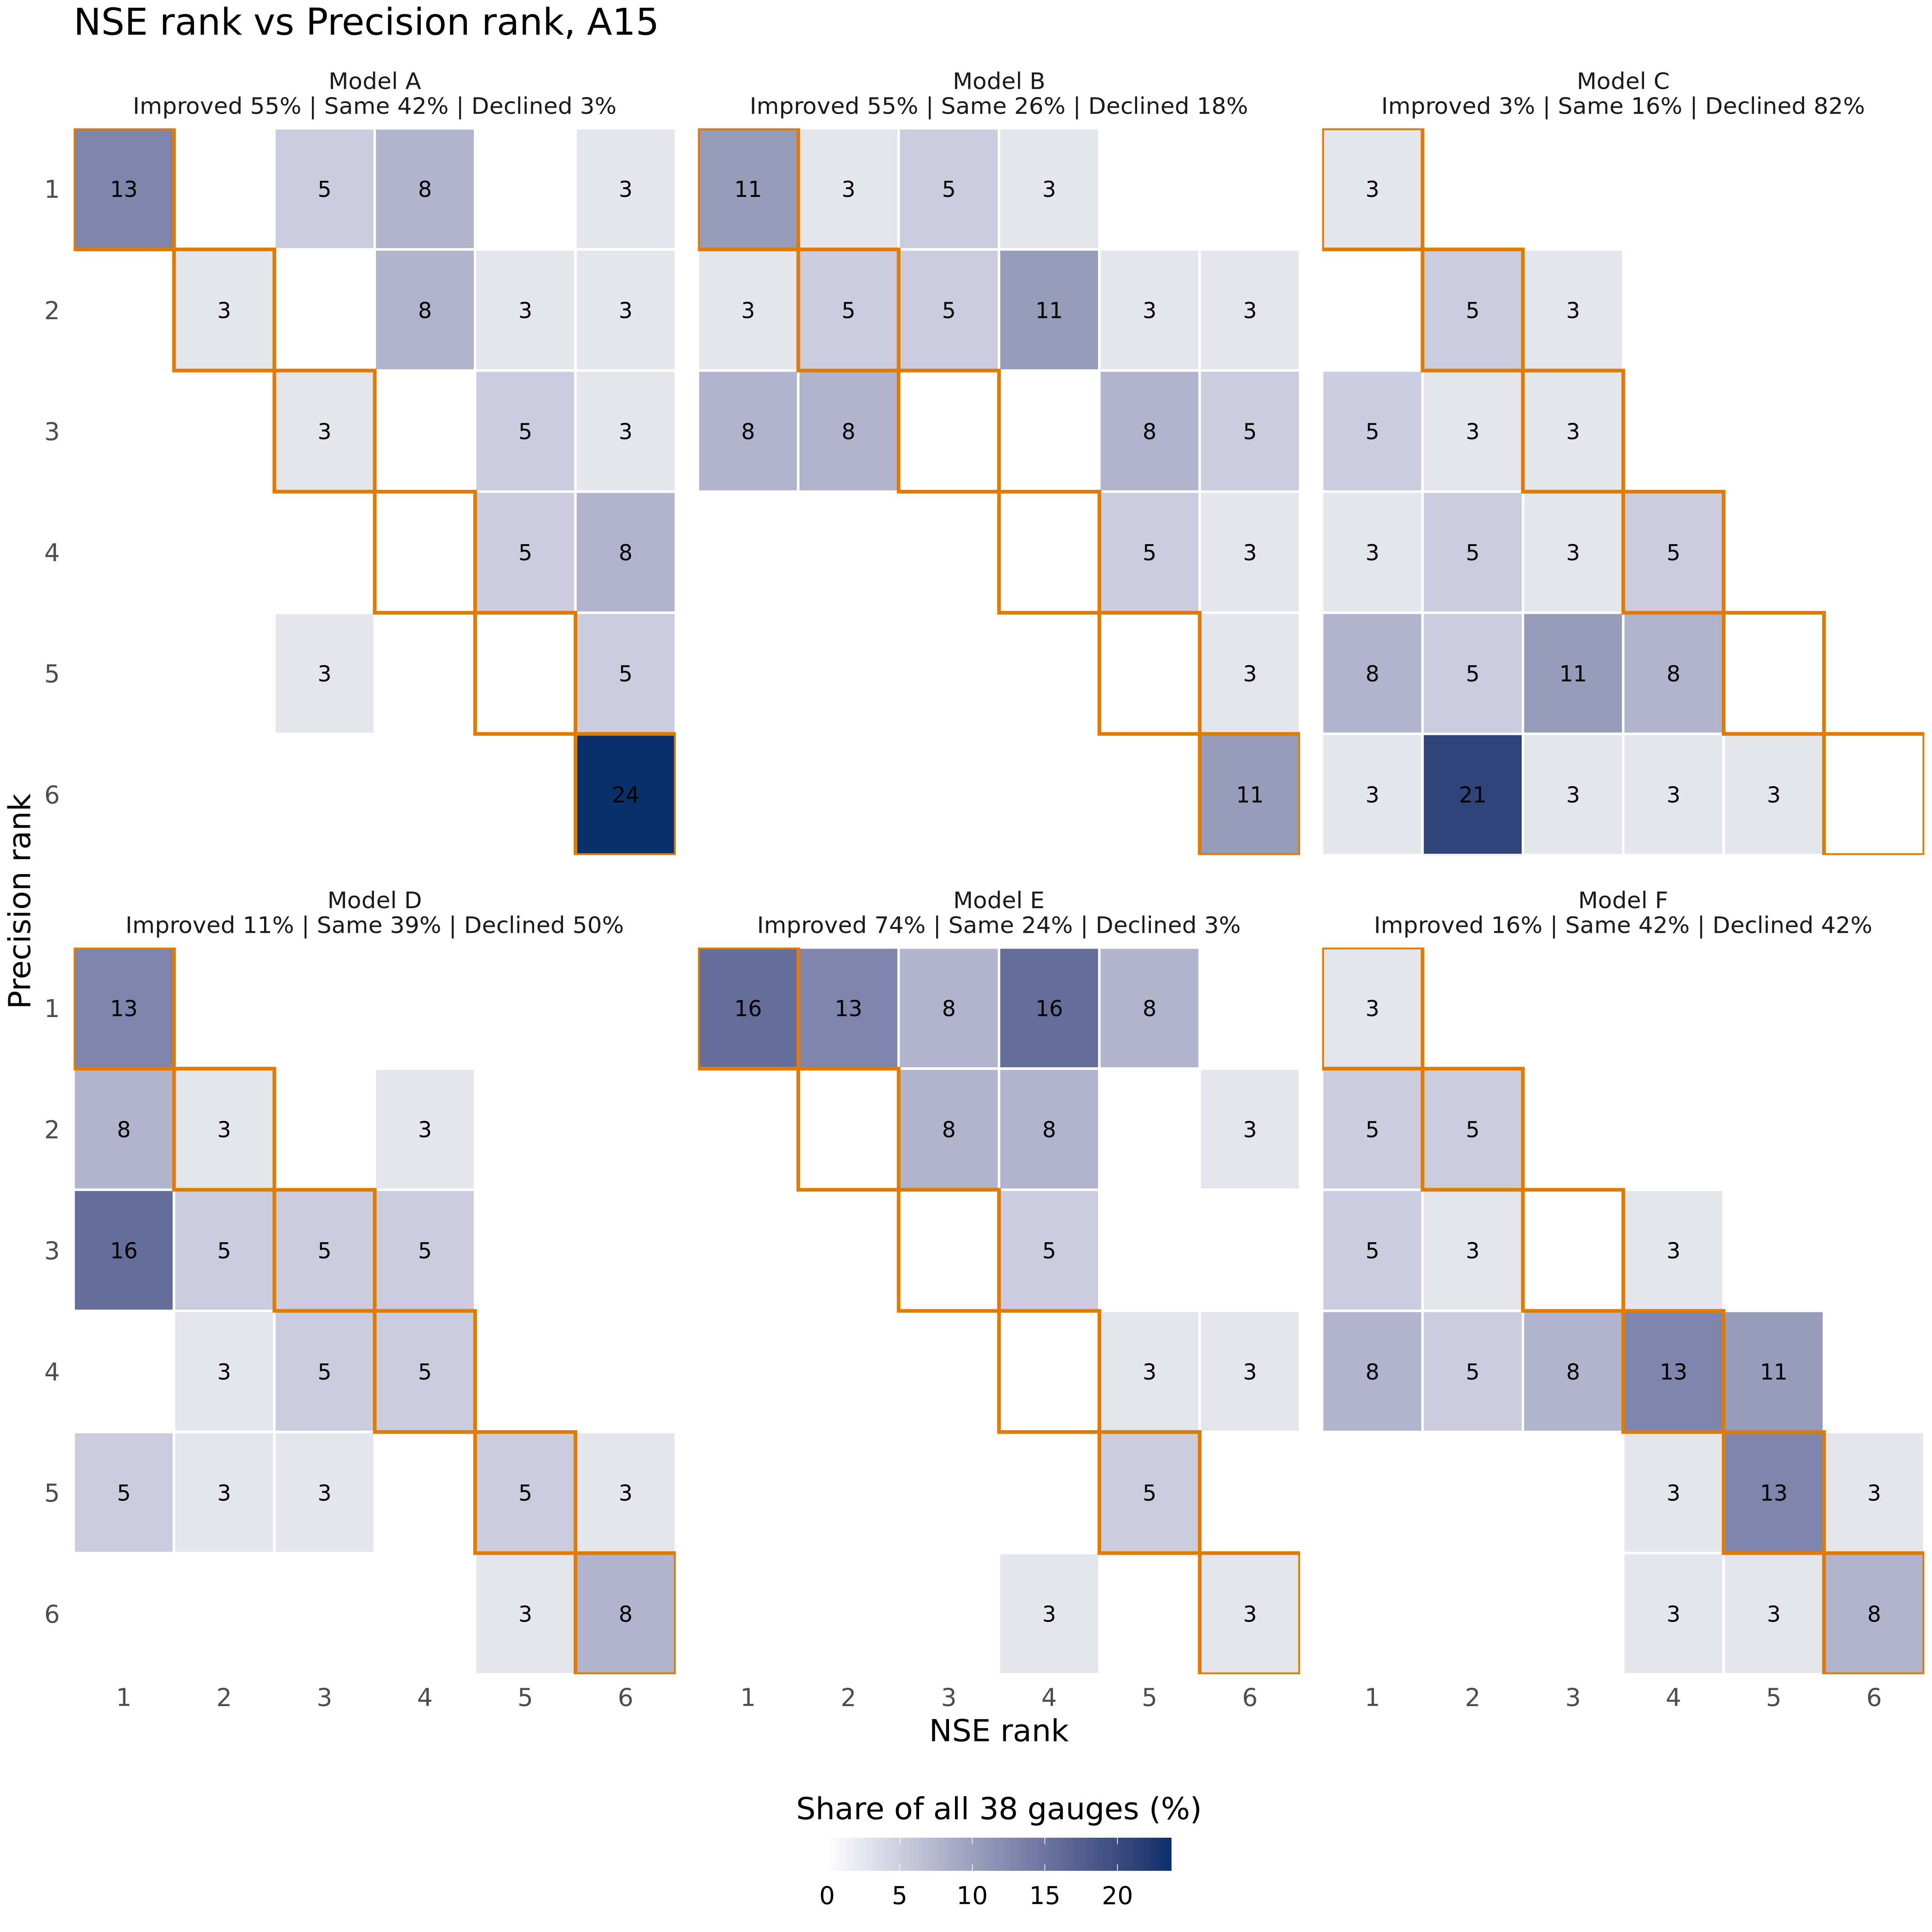 NSE rank vs Precision rank, A15
Model A
Improved 55% | Same 42% | Declined 3%
Model B
Improved 55% | Same 26% | Declined 18%
Model C
Improved 3% | Same 16% | Declined 82%
1 13 5 8 3 11 3 5 3 3
2 3 8 3 3 3 5 5 11 3 3 5 3
3 3 5 3 8 8 8 5 5 3 3
4 5 8 5 3 3 5 3 5
5 3 5 3 8 5 11 8
6 24 11 3 21 3 3 3
Precision rank
Model D
Improved 11% | Same 39% | Declined 50%
Model E
Improved 74% | Same 24% | Declined 3%
Model F
Improved 16% | Same 42% | Declined 42%
1 13 16 13 8 16 8 3
2 8 3 3 8 8 3 5 5
3 16 5 5 5 5 5 3 3
4 3 5 5 3 3 8 5 8 13 11
5 5 3 3 5 3 5 3 13 3
6 3 8 3 3 3 3 8
1 2 3 4 5 6 1 2 3 4 5 6 1 2 3 4 5 6
NSE rank
Share of all 38 gauges (%)
0 5 10 15 20